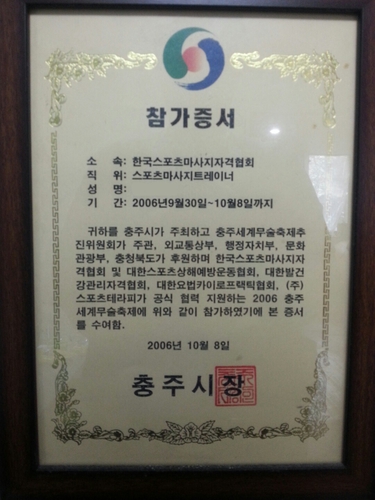 참가증서
소 속: 한국스포츠마사지자격협회
직 위: 스포츠마사지트레이너
성 명:
기 간: 2006년9월30일~10월8일까지
귀하를 충주시가 주최하고 충주세계무술축제추
진위원회가 주관, 외교통상부, 행정자치부, 문화
관광부, 충청북도가 후원하며 한국스포츠마사지자
격협회 및 대한스포츠상해예방운동협회, 대한발건
강관리자격협회, 대한요법카이로프랙틱협회, (주)
스포츠테라피가 공식 협력 지원하는 2006 충주
세계무술축제에 위와 같이 참가하였기에 본 증서
를 수여함.
2006년 10월 8일
충주시장